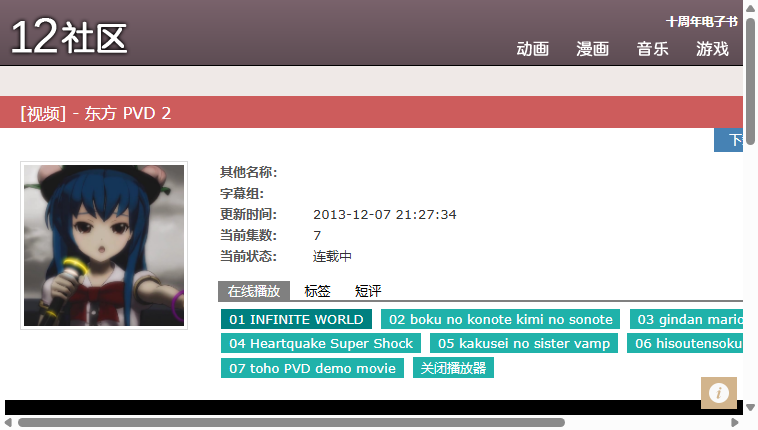 12社区
十周年电子书
动画 漫画 音乐 游戏
[视频] - 东方 PVD 2
其他名称:
字幕组:
更新时间: 2013-12-07 21:27:34
当前集数: 7
当前状态: 连载中
在线播放 标签 短评
01 INFINITE WORLD 02 boku no konote kimi no sonote 03 gindan mario
04 Heartquake Super Shock 05 kakusei no sister vamp 06 hisoutensoku
07 toho PVD demo movie 关闭播放器